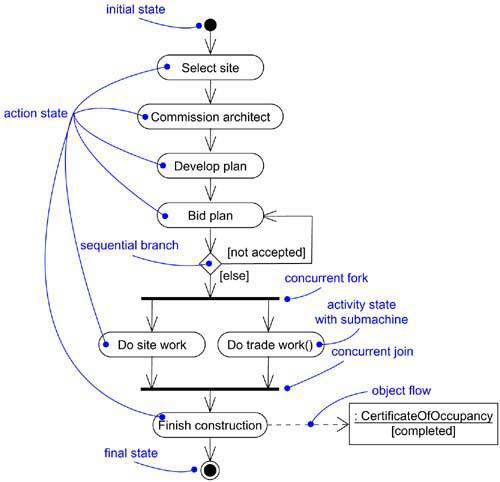 initial state
Select site
action state
Commission architect
Develop plan
Bid plan
sequential branch
[not accepted]
[else]
concurrent fork
activity state
with submachine
Do site work
Do trade work()
concurrent join
object flow
: CertificateOfOccupancy
[completed]
Finish construction
final state